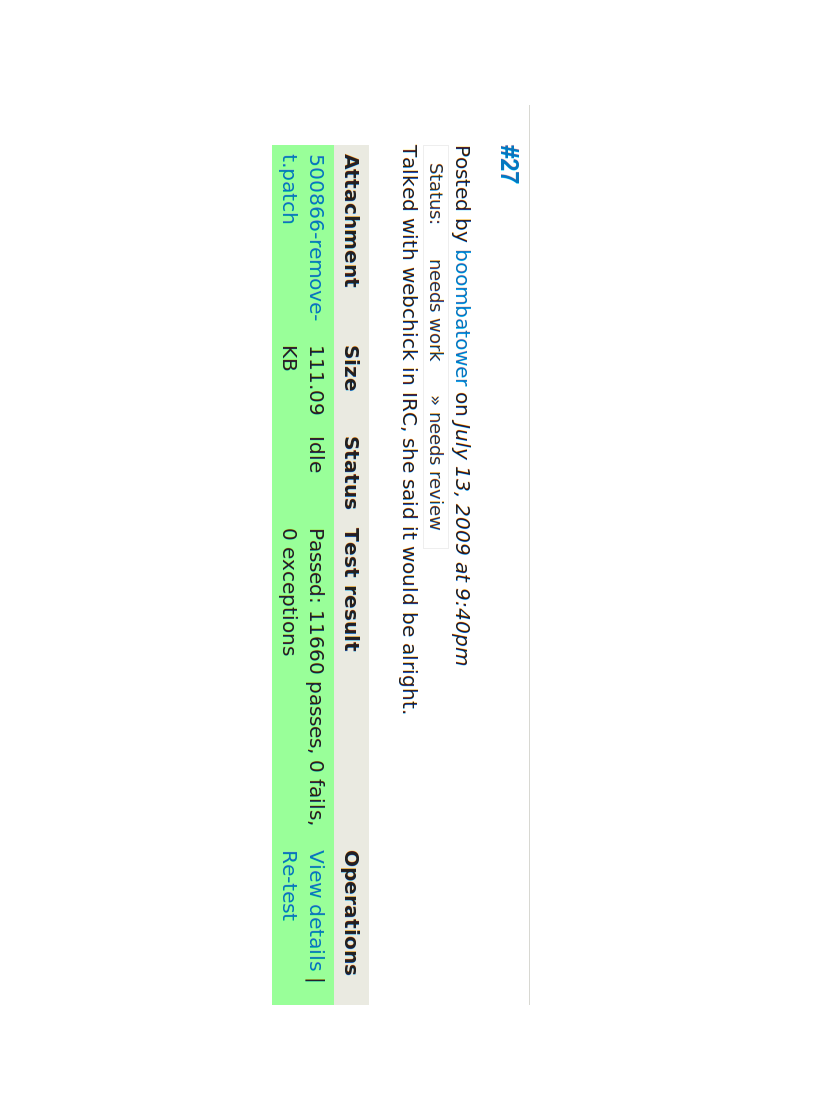 #27
Posted by boombatower on July 13, 2009 at 9:40pm
Status: needs work » needs review
Talked with webchick in IRC, she said it would be alright.
Attachment Size Status Test result Operations
500866-remove- 111.09 Idle Passed: 11660 passes, 0 fails, View details |
t.patch KB 0 exceptions Re-test